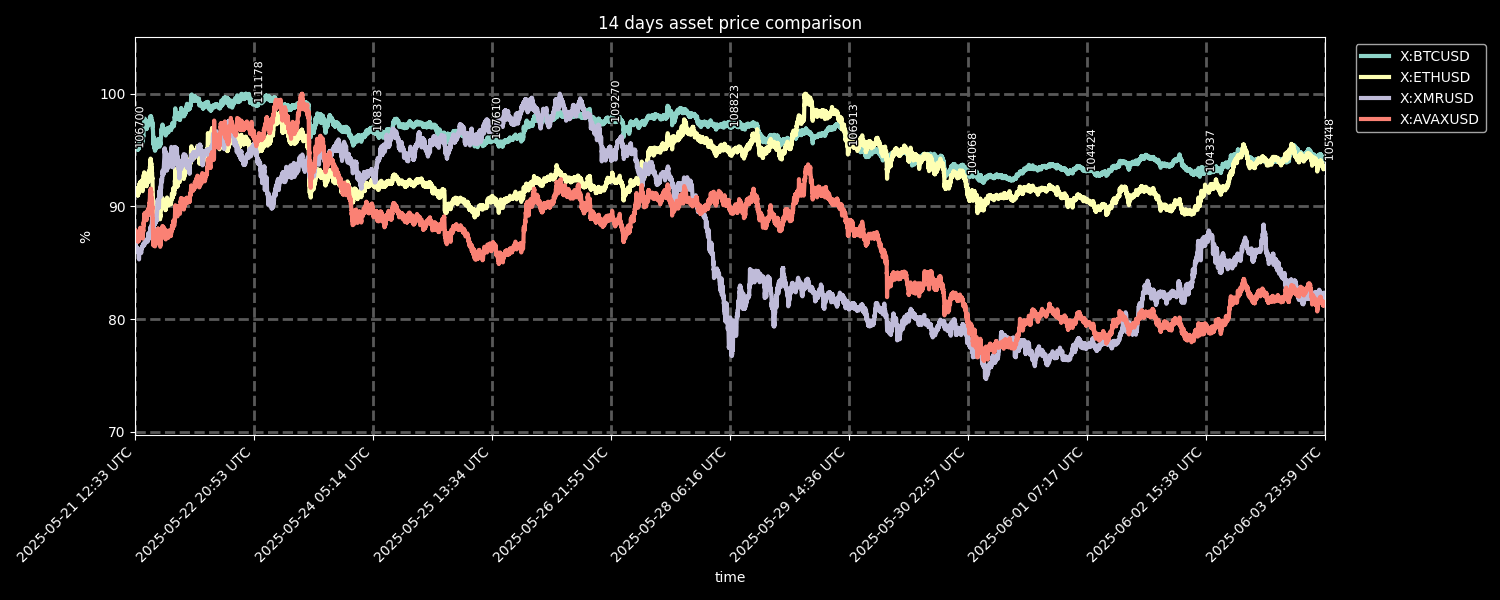 14 days asset price comparison
X:BTCUSD
X:ETHUSD
X:XMRUSD
X:AVAXUSD
100
90
80
70
%
106700
111178
108373
107610
109270
108823
106913
104068
104224
104337
105448
2025-05-21 12:33 UTC
2025-05-22 20:53 UTC
2025-05-24 05:14 UTC
2025-05-25 13:34 UTC
2025-05-26 21:55 UTC
2025-05-28 06:16 UTC
2025-05-29 14:36 UTC
2025-05-30 22:57 UTC
2025-06-01 07:17 UTC
2025-06-02 15:38 UTC
2025-06-03 23:59 UTC
time